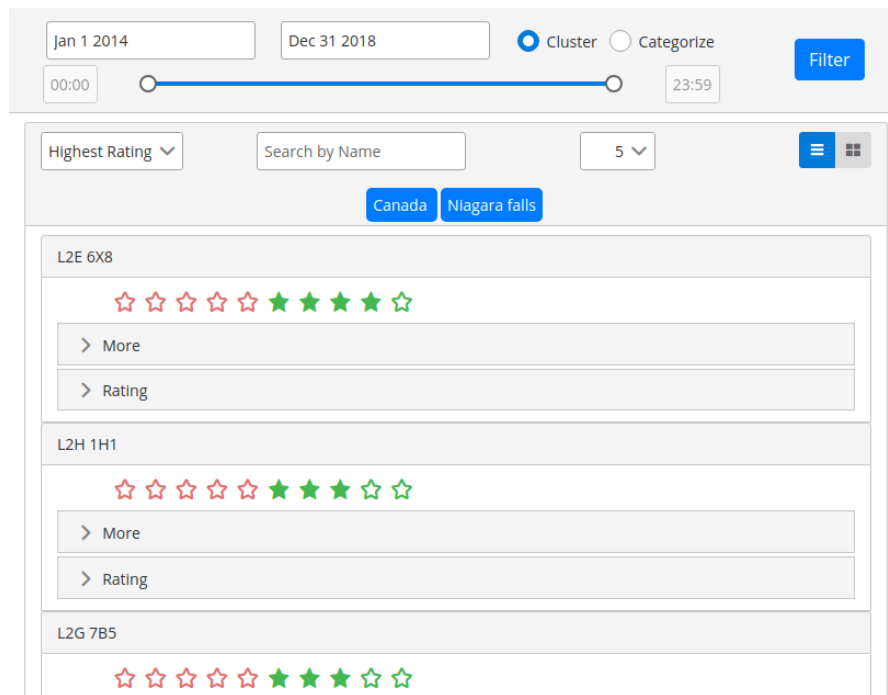 Jan 1 2014 Dec 31 2018 Cluster Categorize Filter
00:00 23:59
Highest Rating Search by Name 5
Canada Niagara falls
L2E 6X8
More
Rating
L2H 1H1
More
Rating
L2G 7B5